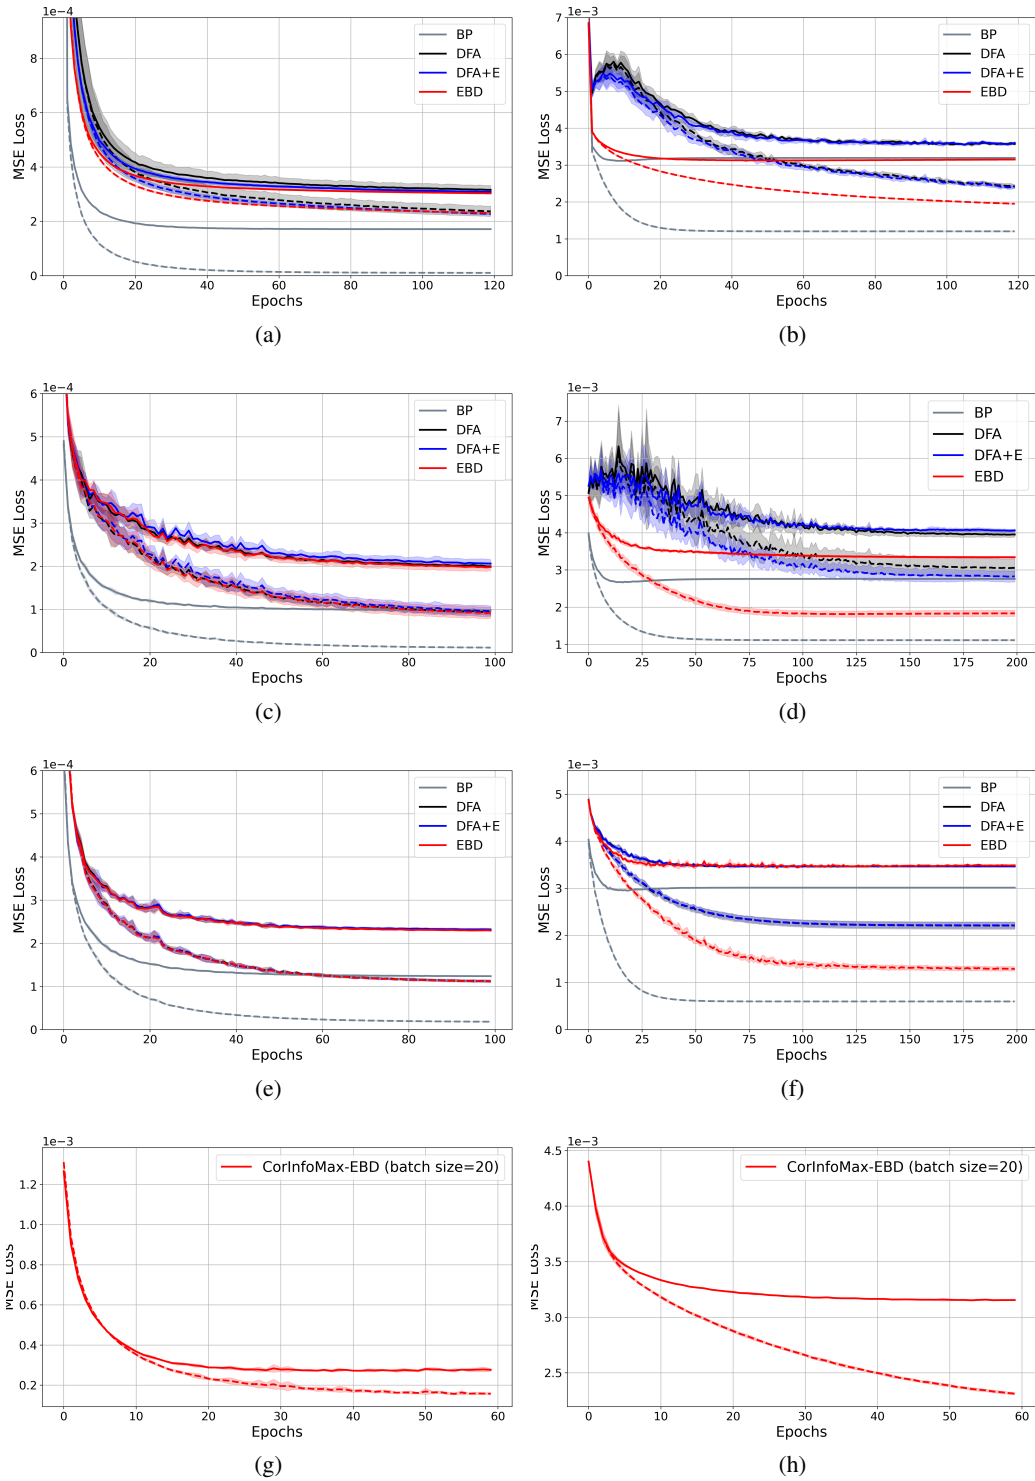 1e−4
8
6
4
2
0
MSE Loss
0 20 40 60 80 100 120
Epochs
BP
DFA
DFA+E
EBD
(a)
1e−3
7
6
5
4
3
2
1
0
MSE Loss
0 20 40 60 80 100 120
Epochs
BP
DFA
DFA+E
EBD
(b)
1e−4
6
5
4
3
2
1
0
MSE Loss
0 20 40 60 80 100
Epochs
BP
DFA
DFA+E
EBD
(c)
1e−3
7
6
5
4
3
2
1
MSE Loss
0 25 50 75 100 125 150 175 200
Epochs
BP
DFA
DFA+E
EBD
(d)
1e−4
6
5
4
3
2
1
0
MSE Loss
0 20 40 60 80 100
Epochs
BP
DFA
DFA+E
EBD
(e)
1e−3
5
4
3
2
1
0
MSE Loss
0 25 50 75 100 125 150 175 200
Epochs
BP
DFA
DFA+E
EBD
(f)
1e−3
1.2
1.0
0.8
0.6
0.4
0.2
MSE Loss
0 10 20 30 40 50 60
Epochs
CorInfoMax-EBD (batch size=20)
(g)
1e−3
4.5
4.0
3.5
3.0
2.5
MSE Loss
0 10 20 30 40 50 60
Epochs
CorInfoMax-EBD (batch size=20)
(h)